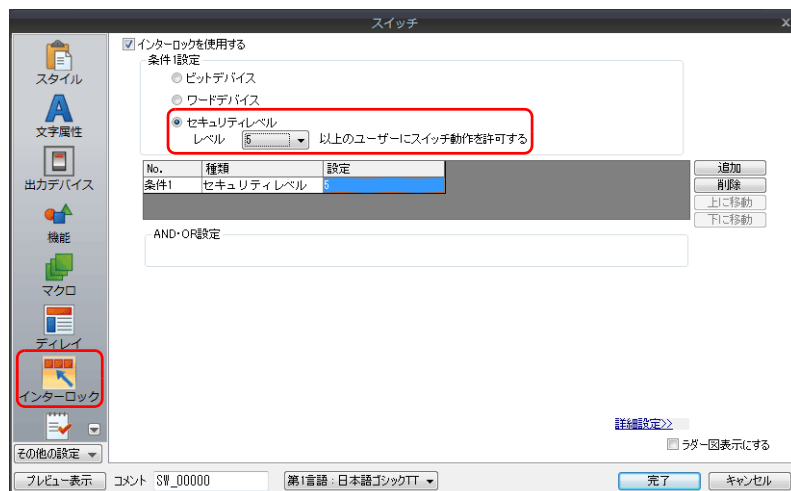 スイッチ
x
スタイル
文字属性
出力デバイス
機能
マクロ
ディレイ
インターロック
その他の設定
インターロックを使用する
条件1設定
ビットデバイス
ワードデバイス
セキュリティレベル
レベル 5 以上のユーザーにスイッチ動作を許可する
No. 種類 設定
条件1 セキュリティレベル 5
追加
削除
上に移動
下に移動
AND・OR設定
詳細設定>>
ラダー図表示にする
プレビュー表示 コメント SW_00000 第1言語:日本語ゴシックTT 完了 キャンセル